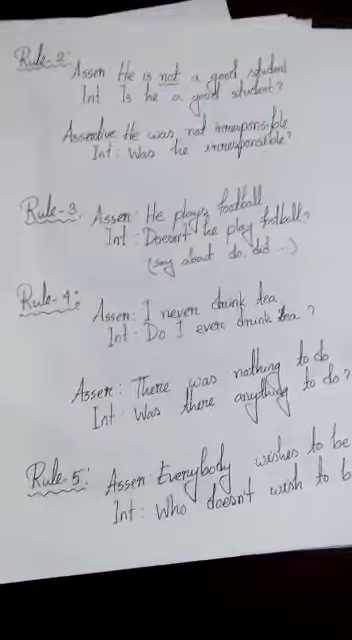 Rule-2:
Assen He is not a good student
Int Is he a good student?
Assertive He was not irresponsible
Int: Was he irresponsible?
Rule-3. Assen: He plays football
Int: Doesn't he play football?
(say about do, did ...)
Rule-4:
Assen: I never drunk tea
Int: Do I ever drunk tea?
Assen: There was nothing to do
Int: Was there anything to do?
Rule-5: Assen: Everybody wishes to be
Int: Who doesn't wish to b